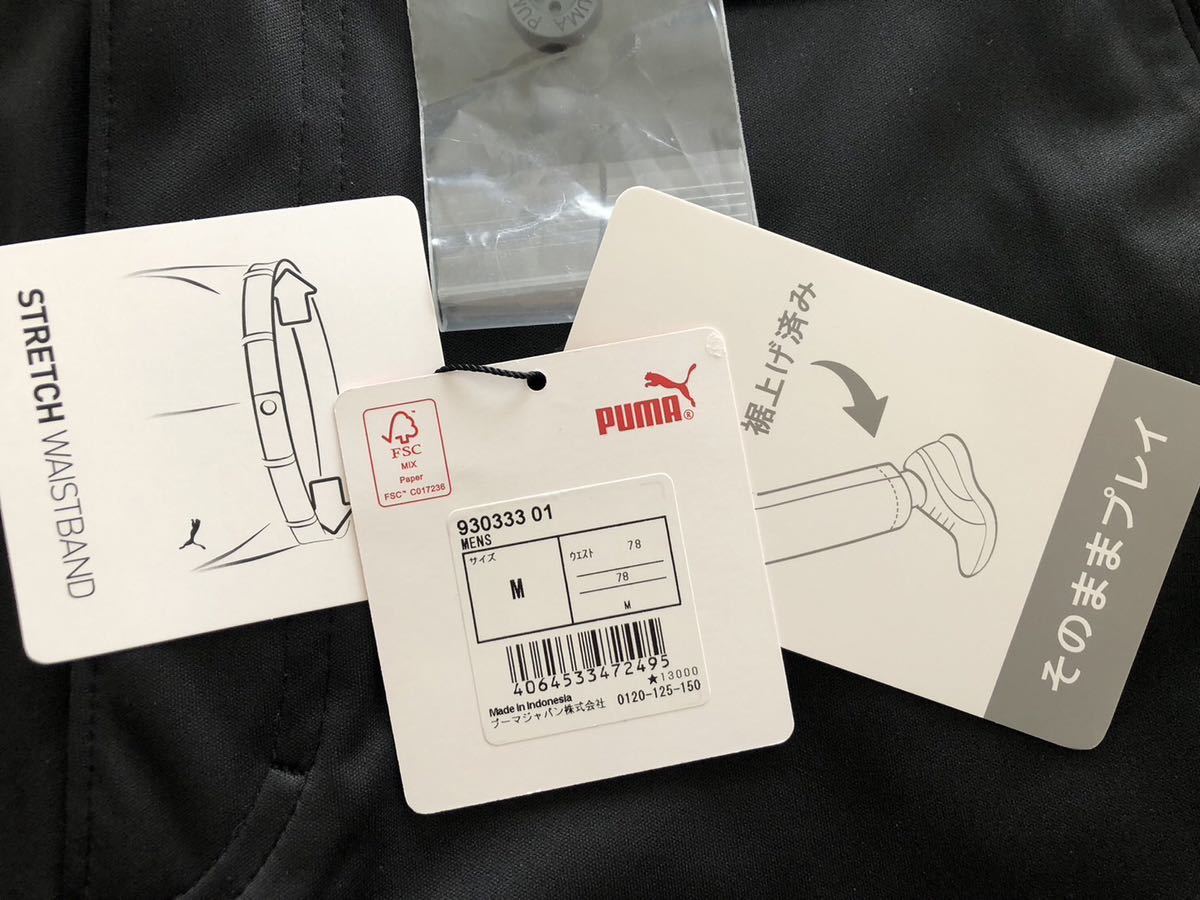 PUMA PUM
STRETCH WAISTBAND
FSC
MIX
Paper
FSC™ C017236
PUMA®
930333 01
MENS
サイズ
M
ウエスト 78
78
M
4064533472495
★13000
Made in Indonesia
プーマジャパン株式会社 0120-125-150
裾上げ済み
そのままプレイ